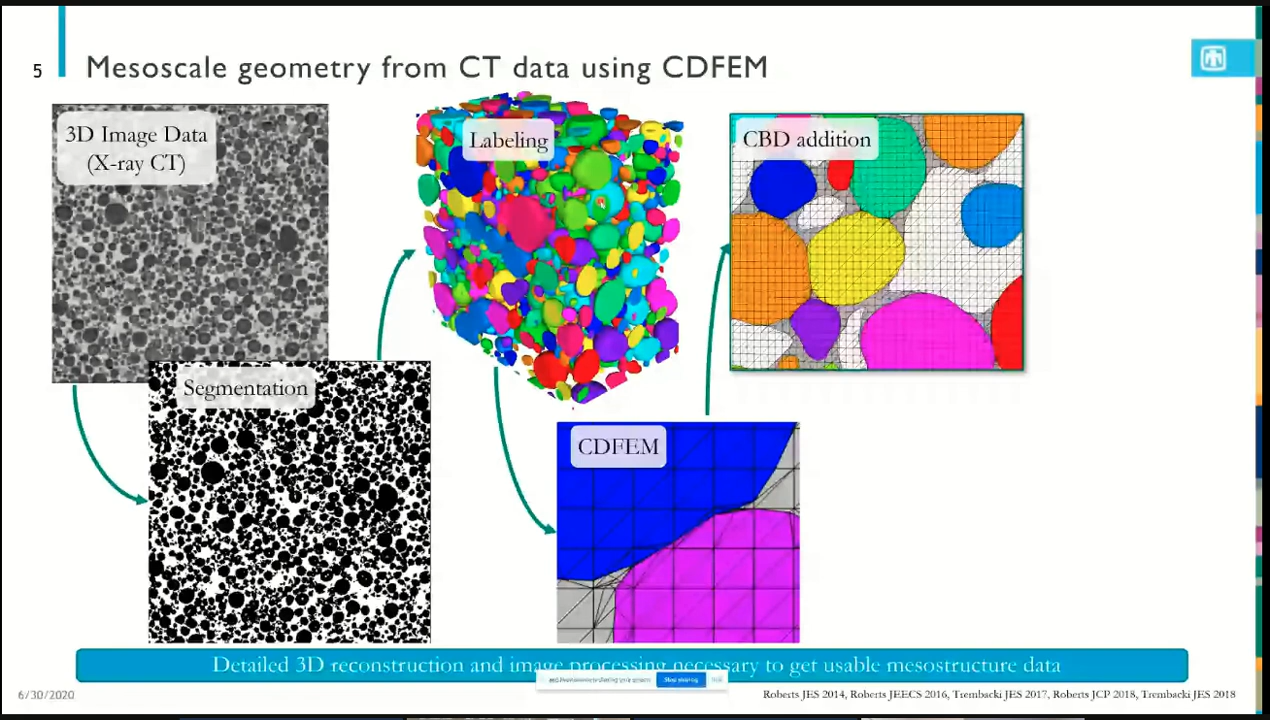 5
Mesoscale geometry from CT data using CDFEM
3D Image Data
(X-ray CT)
Segmentation
Labeling
CDFEM
CBD addition
Detailed 3D reconstruction and image processing necessary to get usable mesostructure data
Stop sharing
6/30/2020
Roberts JES 2014, Roberts JEECS 2016, Trembacki JES 2017, Roberts JCP 2018, Trembacki JES 2018